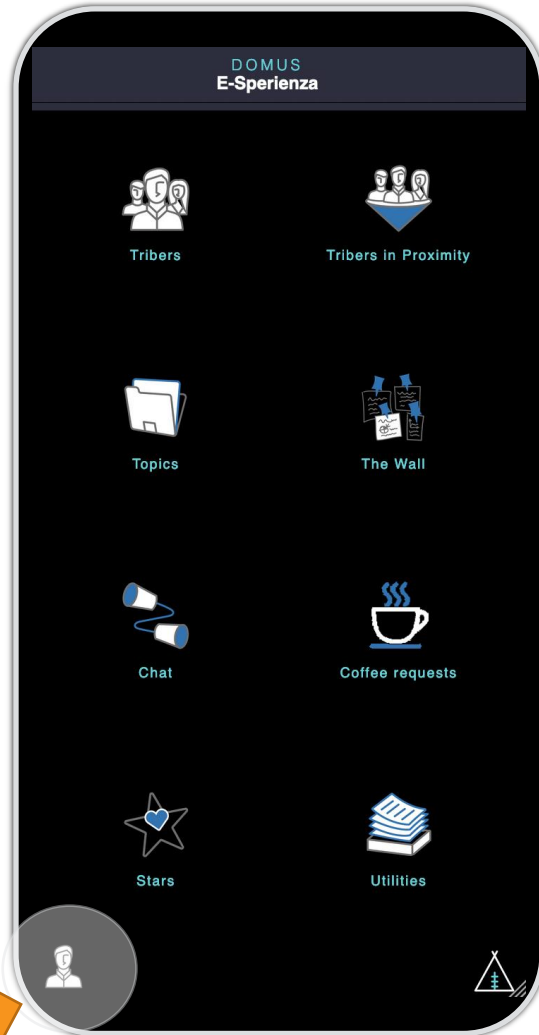 DOMUS
E-Sperienza
Tribers
Tribers in Proximity
Topics
The Wall
Chat
Coffee requests
Stars
Utilities